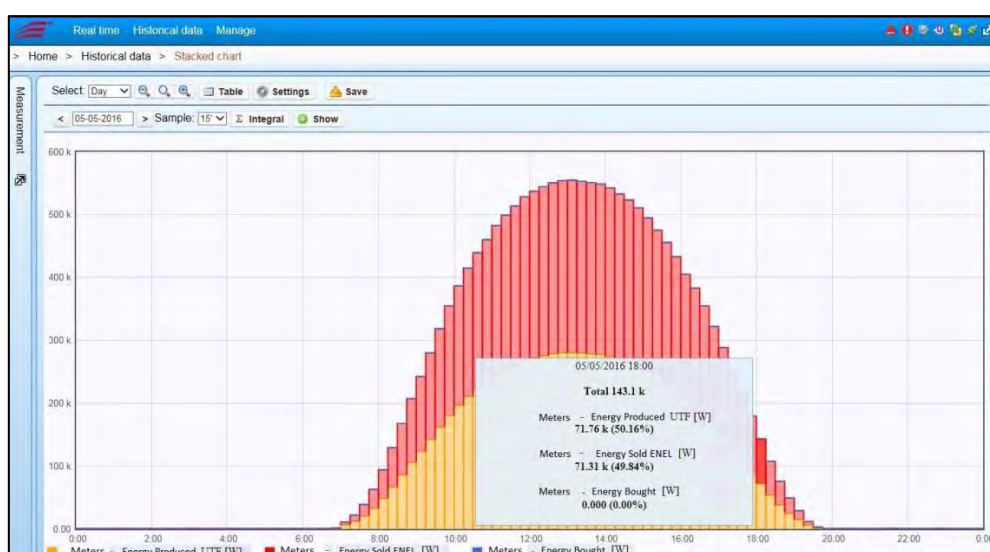 Real time Historical data Manage
> Home > Historical data > Stacked chart
Measurement
Select: Day Table Settings Save
< 05-05-2016 > Sample: 15' Σ Integral Show
600 k
500 k
400 k
300 k
200 k
100 k
0.00
05/05/2016 18:00
Total 143.1 k
Meters - Energy Produced UTF [W]
71.76 k (50.16%)
Meters - Energy Sold ENEL [W]
71.31 k (49.84%)
Meters - Energy Bought [W]
0.000 (0.00%)
0:00 2:00 4:00 6:00 8:00 10:00 12:00 14:00 16:00 18:00 20:00 22:00 0:00
Meters - Energy Produced UTF [W] Meters - Energy Sold ENEL [W] Meters - Energy Bought [W]